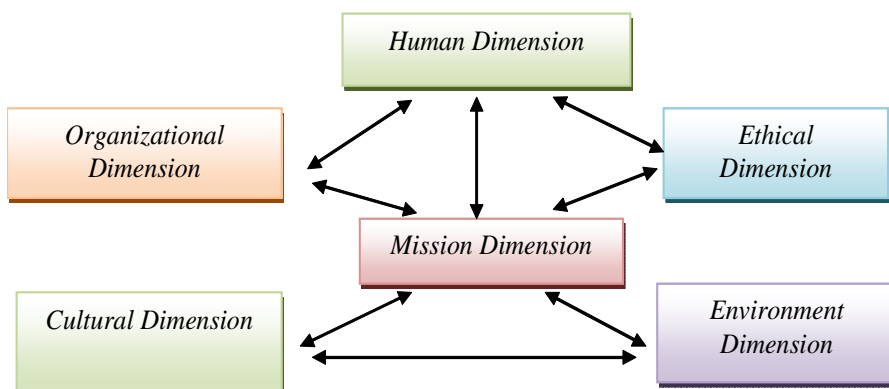 Human Dimension
Organizational
Dimension
Ethical
Dimension
Mission Dimension
Cultural Dimension
Environment
Dimension